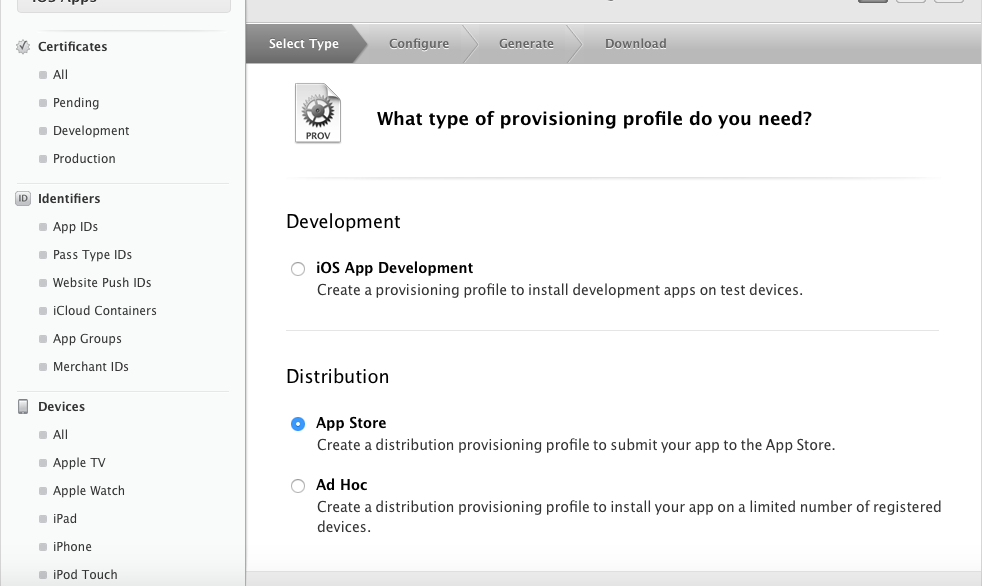 iOS Apps
Certificates
All
Pending
Development
Production
ID Identifiers
App IDs
Pass Type IDs
Website Push IDs
iCloud Containers
App Groups
Merchant IDs
Devices
All
Apple TV
Apple Watch
iPad
iPhone
iPod Touch
Select Type Configure Generate Download
PROV
What type of provisioning profile do you need?
Development
iOS App Development
Create a provisioning profile to install development apps on test devices.
Distribution
App Store
Create a distribution provisioning profile to submit your app to the App Store.
Ad Hoc
Create a distribution provisioning profile to install your app on a limited number of registered
devices.